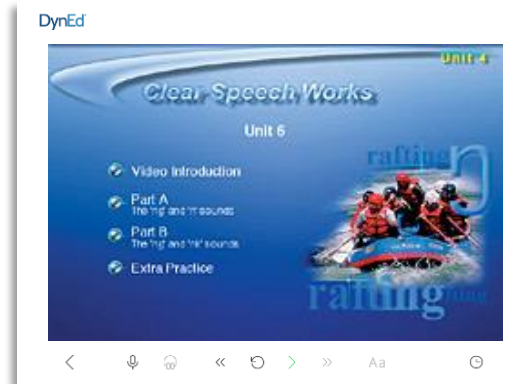 DynEd
Unit 4
Clear Speech Works
Unit 6
rafting
Video Introduction
Part A
The 'ng' and 'n' sounds
Part B
The 'ng' and 'nk' sounds
Extra Practice
rafting
Aa